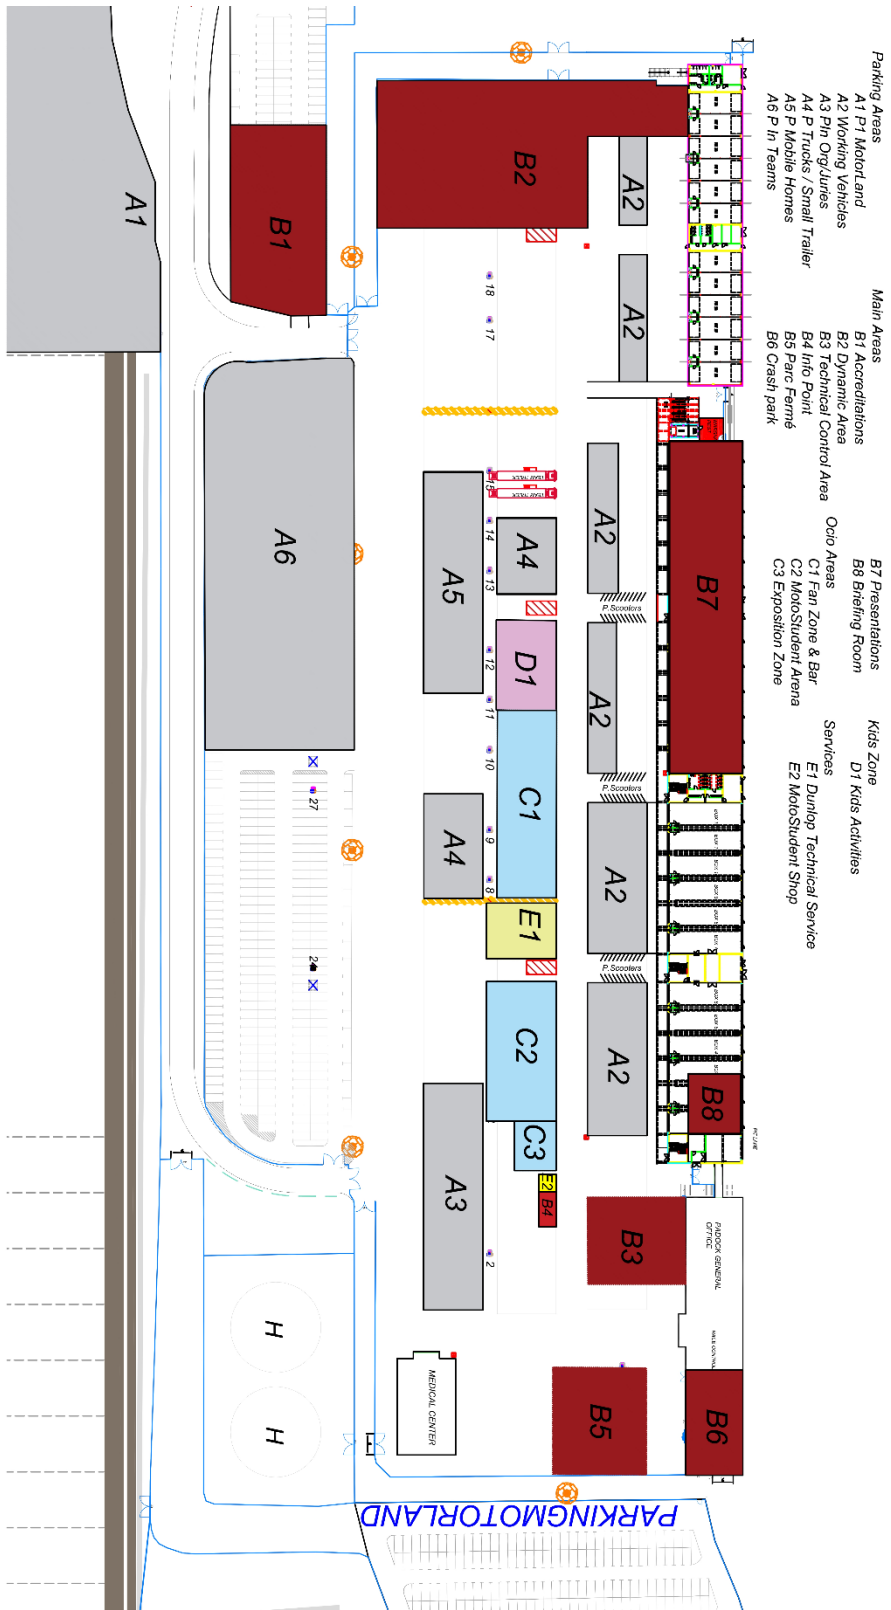 Parking Areas
A1 P1 MotorLand
A2 Working Vehicles
A3 PIn Org/Juries
A4 P Trucks / Small Trailer
A5 P Mobile Homes
A6 P In Teams
Main Areas
B1 Accreditations
B2 Dynamic Area
B3 Technical Control Area
B4 Info Point
B5 Parc Fermé
B6 Crash park
B7 Presentations
B8 Briefing Room
Ocio Areas
C1 Fan Zone & Bar
C2 MotoStudent Arena
C3 Exposition Zone
Kids Zone
D1 Kids Activities
Services
E1 Dunlop Technical Service
E2 MotoStudent Shop
A1
B1
B2
A2
A2
18
17
A6
A5
15
14
13
A4
A2
P.Scooters
B7
D1
12
11
A2
P.Scooters
10
C1
9
8
A4
A2
27
E1
P.Scooters
24
C2
A2
B8
C3
E2
B4
A3
2
B3
PADOCK GENERAL
OFFICE
H
H
MEDICAL CENTER
B5
B6
PARKINGMOTORLAND